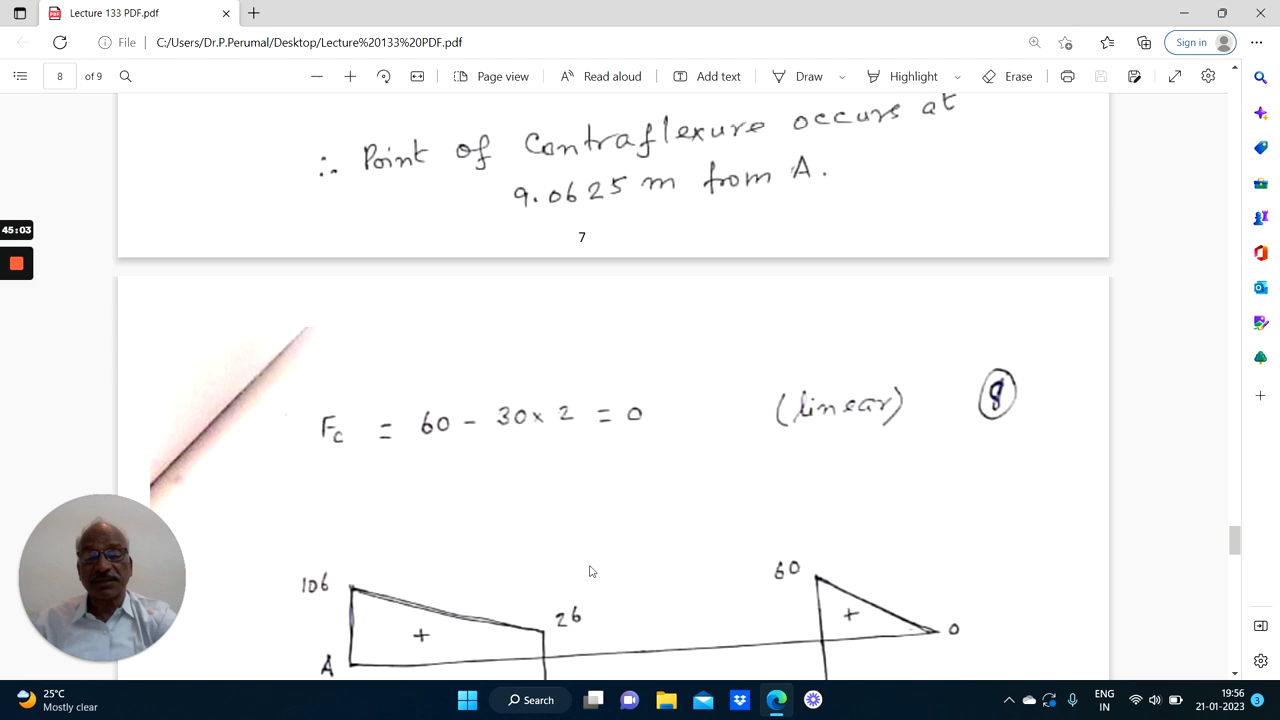 Lecture 133 PDF.pdf
File C:/Users/Dr.P.Perumal/Desktop/Lecture%20133%20PDF.pdf
Sign in
8 of 9
Page view
Read aloud
Add text
Draw
Highlight
Erase
∴ Point of Contraflexure occurs at
9.0625 m from A.
45:03
7
F_C = 60 - 30 x 2 = 0 (linear) 8
106
60
26
+
+
0
A
25°C
Mostly clear
Search
ENG
IN
19:56
21-01-2023
3